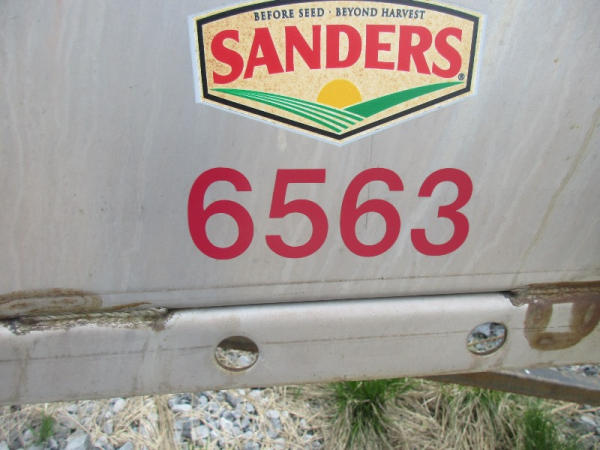 BEFORE SEED · BEYOND HARVEST
SANDERS®
6563